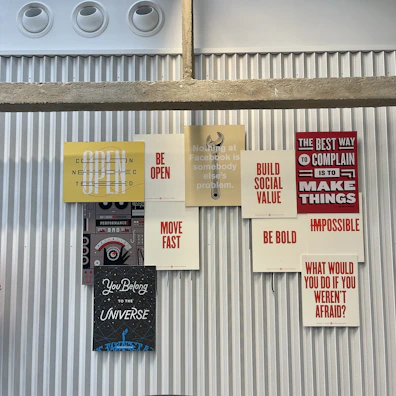 OPEN
BE
OPEN
Nothing at
Facebook is
somebody
else's
problem.
BUILD
SOCIAL
VALUE
THE BEST WAY
TO COMPLAIN
IS TO
MAKE
THINGS
MOVE
FAST
BE BOLD
IMPOSSIBLE
PERFORMANCE
You Belong
TO THE
UNIVERSE
WHAT WOULD
YOU DO IF YOU
WEREN'T
AFRAID?